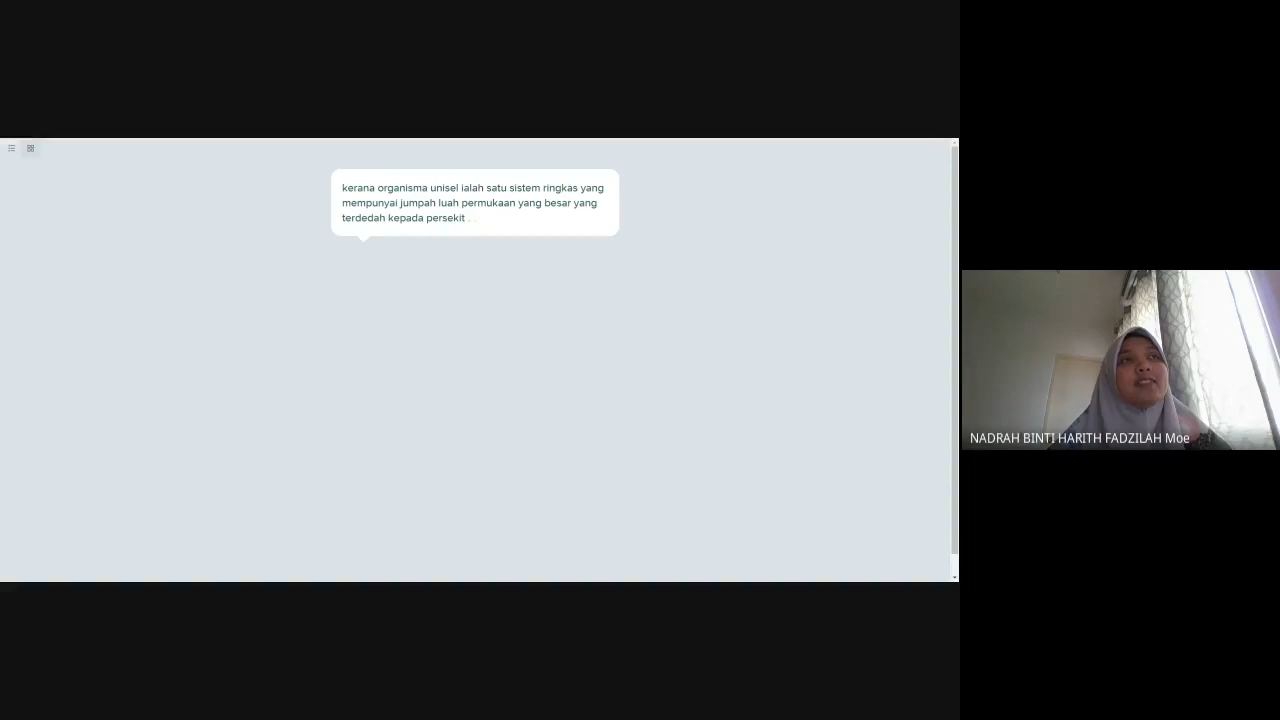 kerana organisma unisel ialah satu sistem ringkas yang
mempunyai jumpah luah permukaan yang besar yang
terdedah kepada persekit . .
NADRAH BINTI HARITH FADZILAH Moe